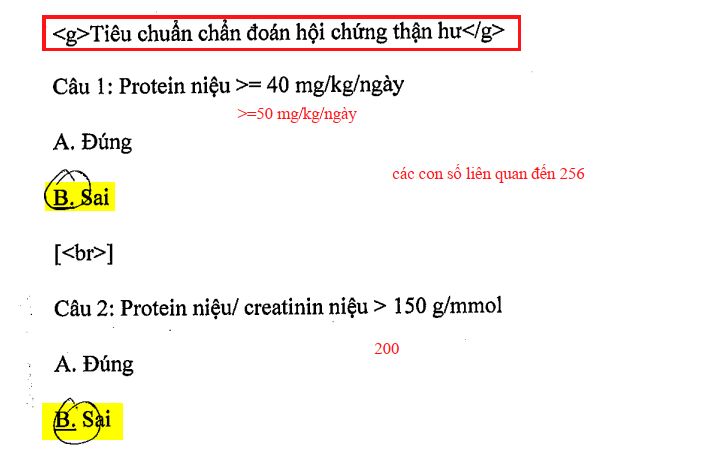 <g>Tiêu chuẩn chẩn đoán hội chứng thận hư</g>
Câu 1: Protein niệu >= 40 mg/kg/ngày
>=50 mg/kg/ngày
A. Đúng
các con số liên quan đến 256
B. Sai
[<br>]
Câu 2: Protein niệu/ creatinin niệu > 150 g/mmol
200
A. Đúng
B. Sai